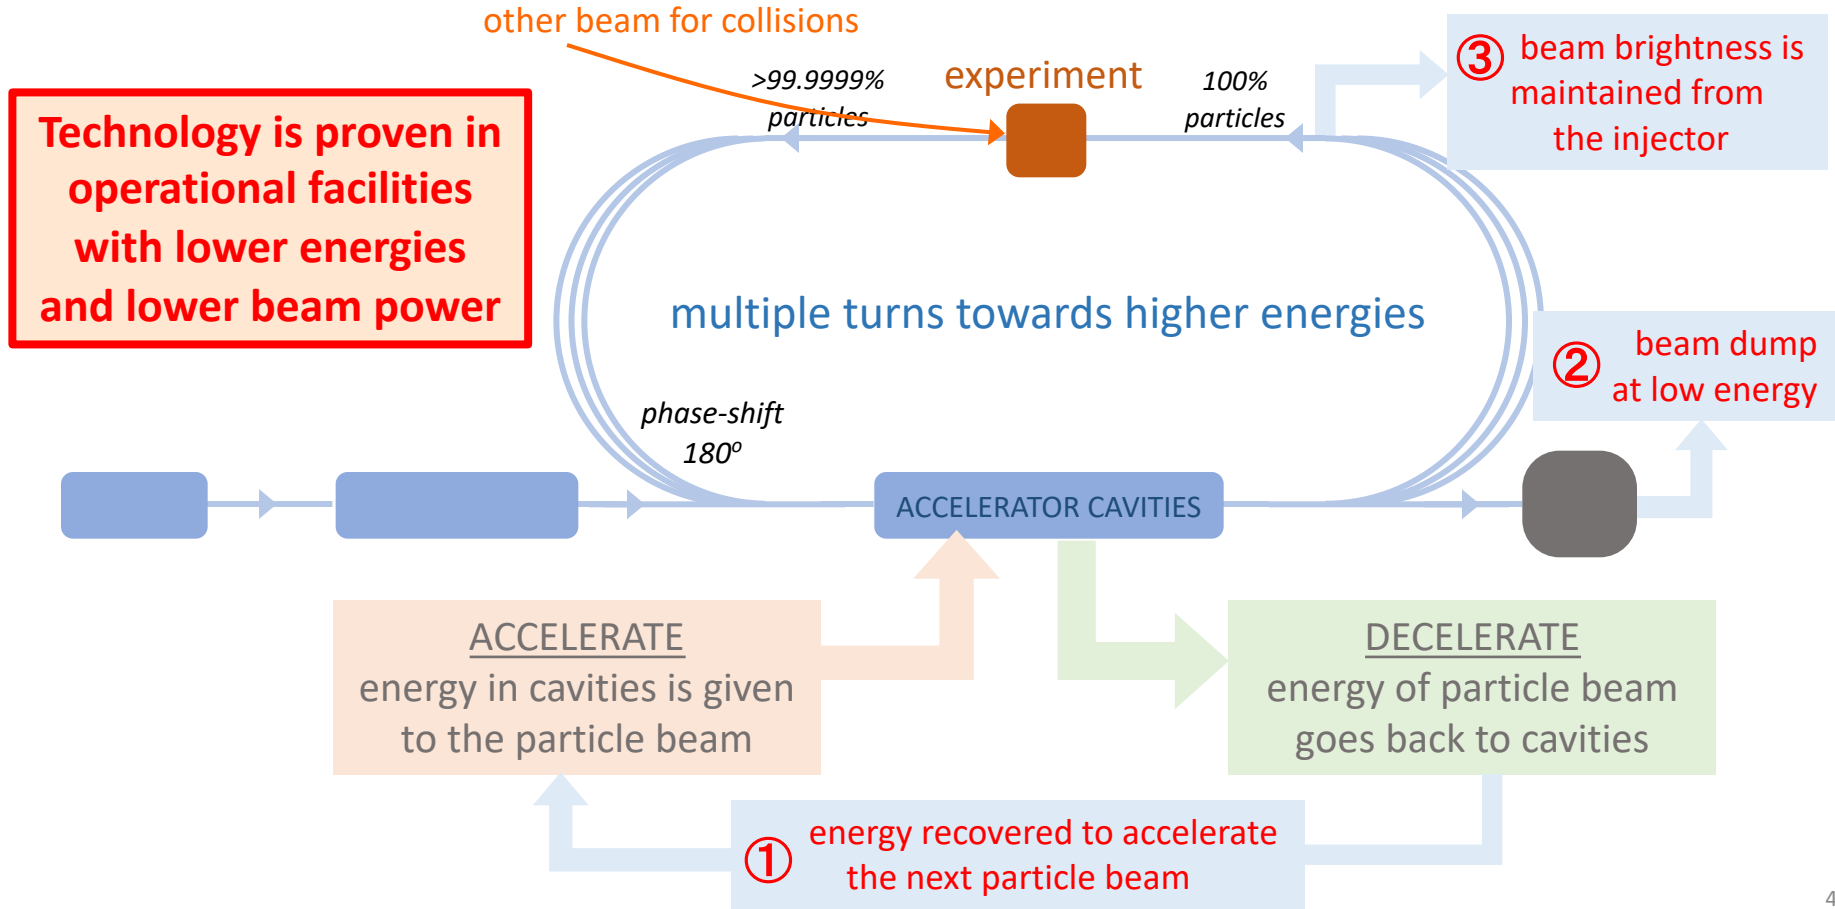 other beam for collisions
>99.9999%
particles
experiment
100%
particles
③ beam brightness is
maintained from
the injector
Technology is proven in
operational facilities
with lower energies
and lower beam power
multiple turns towards higher energies
② beam dump
at low energy
phase-shift
180⁰
ACCELERATOR CAVITIES
ACCELERATE
energy in cavities is given
to the particle beam
DECELERATE
energy of particle beam
goes back to cavities
① energy recovered to accelerate
the next particle beam
4